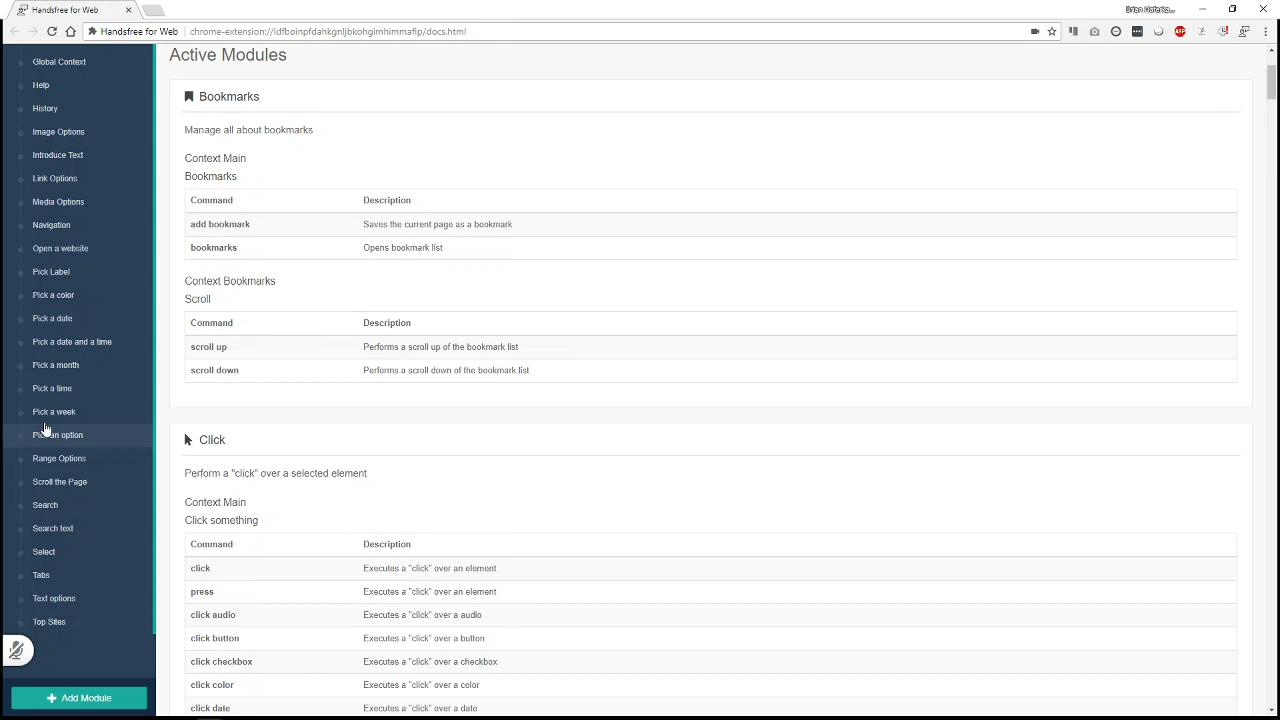 Handsfree for Web
Handsfree for Web
chrome-extension://ldfboinpfdahkgnljbkohgimhimmafip/docs.html
ABP
Global Context
Help
History
Image Options
Introduce Text
Link Options
Media Options
Navigation
Open a website
Pick Label
Pick a color
Pick a date
Pick a date and a time
Pick a month
Pick a time
Pick a week
Pick an option
Range Options
Scroll the Page
Search
Search text
Select
Tabs
Text options
Top Sites
Add Module
Active Modules
Bookmarks
Manage all about bookmarks
Context Main
Bookmarks
Command Description
add bookmark Saves the current page as a bookmark
bookmarks Opens bookmark list
Context Bookmarks
Scroll
Command Description
scroll up Performs a scroll up of the bookmark list
scroll down Performs a scroll down of the bookmark list
Click
Perform a "click" over a selected element
Context Main
Click something
Command Description
click Executes a "click" over an element
press Executes a "click" over an element
click audio Executes a "click" over a audio
click button Executes a "click" over a button
click checkbox Executes a "click" over a checkbox
click color Executes a "click" over a color
click date Executes a "click" over a date